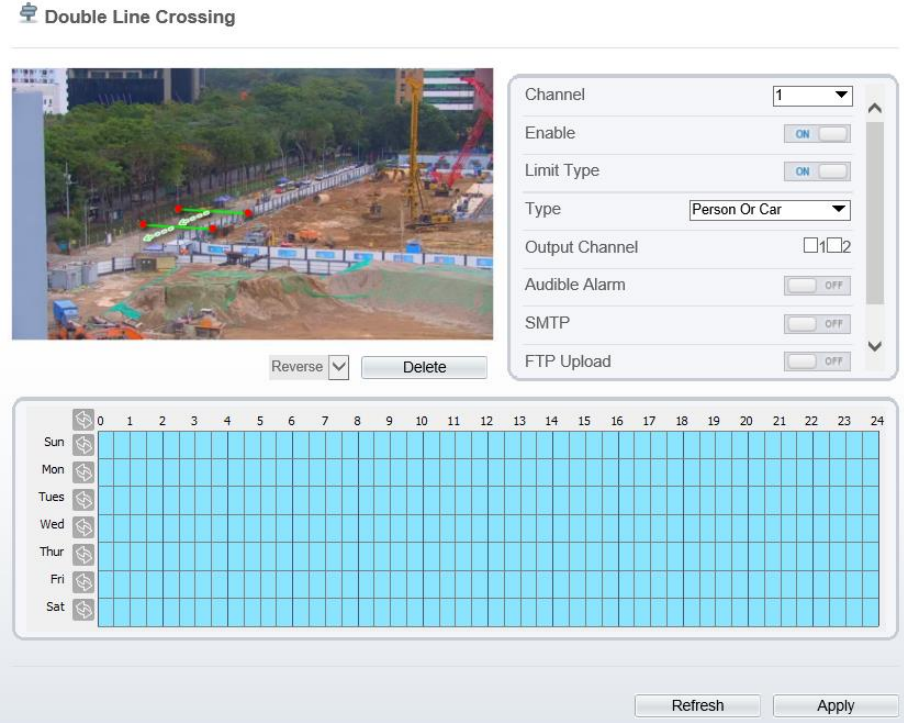 Double Line Crossing
Channel 1
Enable ON
Limit Type ON
Type Person Or Car
Output Channel 1 2
Audible Alarm OFF
SMTP OFF
FTP Upload OFF
Reverse Delete
0 1 2 3 4 5 6 7 8 9 10 11 12 13 14 15 16 17 18 19 20 21 22 23 24
Sun
Mon
Tues
Wed
Thur
Fri
Sat
Refresh Apply